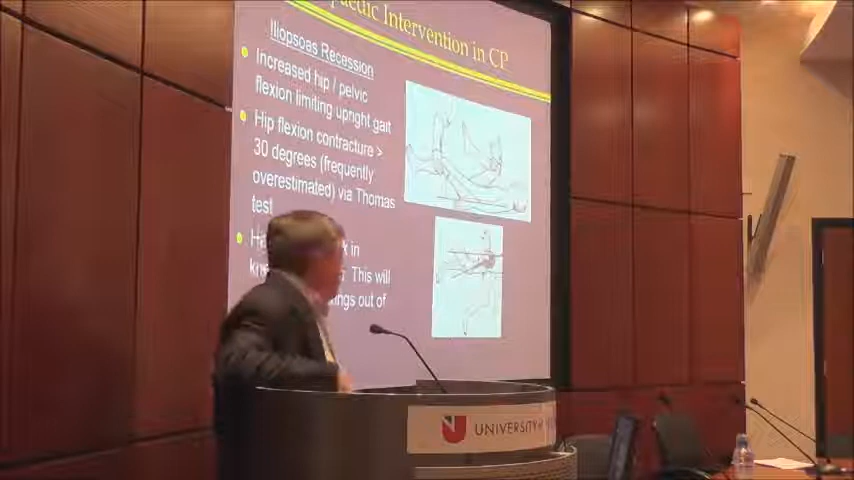 Intervention in CP
Iliopsoas Recession
Increased hip / pelvic
flexion limiting upright gait
Hip flexion contracture >
30 degrees (frequently
overestimated) via Thomas
test
in
This will
out of
UNIVERSITY